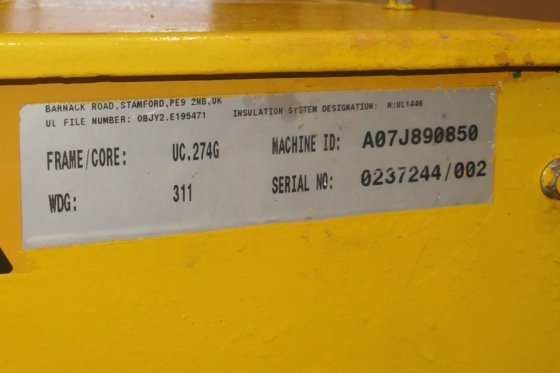 BARNACK ROAD,STAMFORD,PE9 2NB,UK
UL FILE NUMBER: OBJY2.E195471 INSULATION SYSTEM DESIGNATION: H:UL1446
FRAME/CORE: UC.274G MACHINE ID: A07J890850
WDG: 311 SERIAL NO: 0237244/002